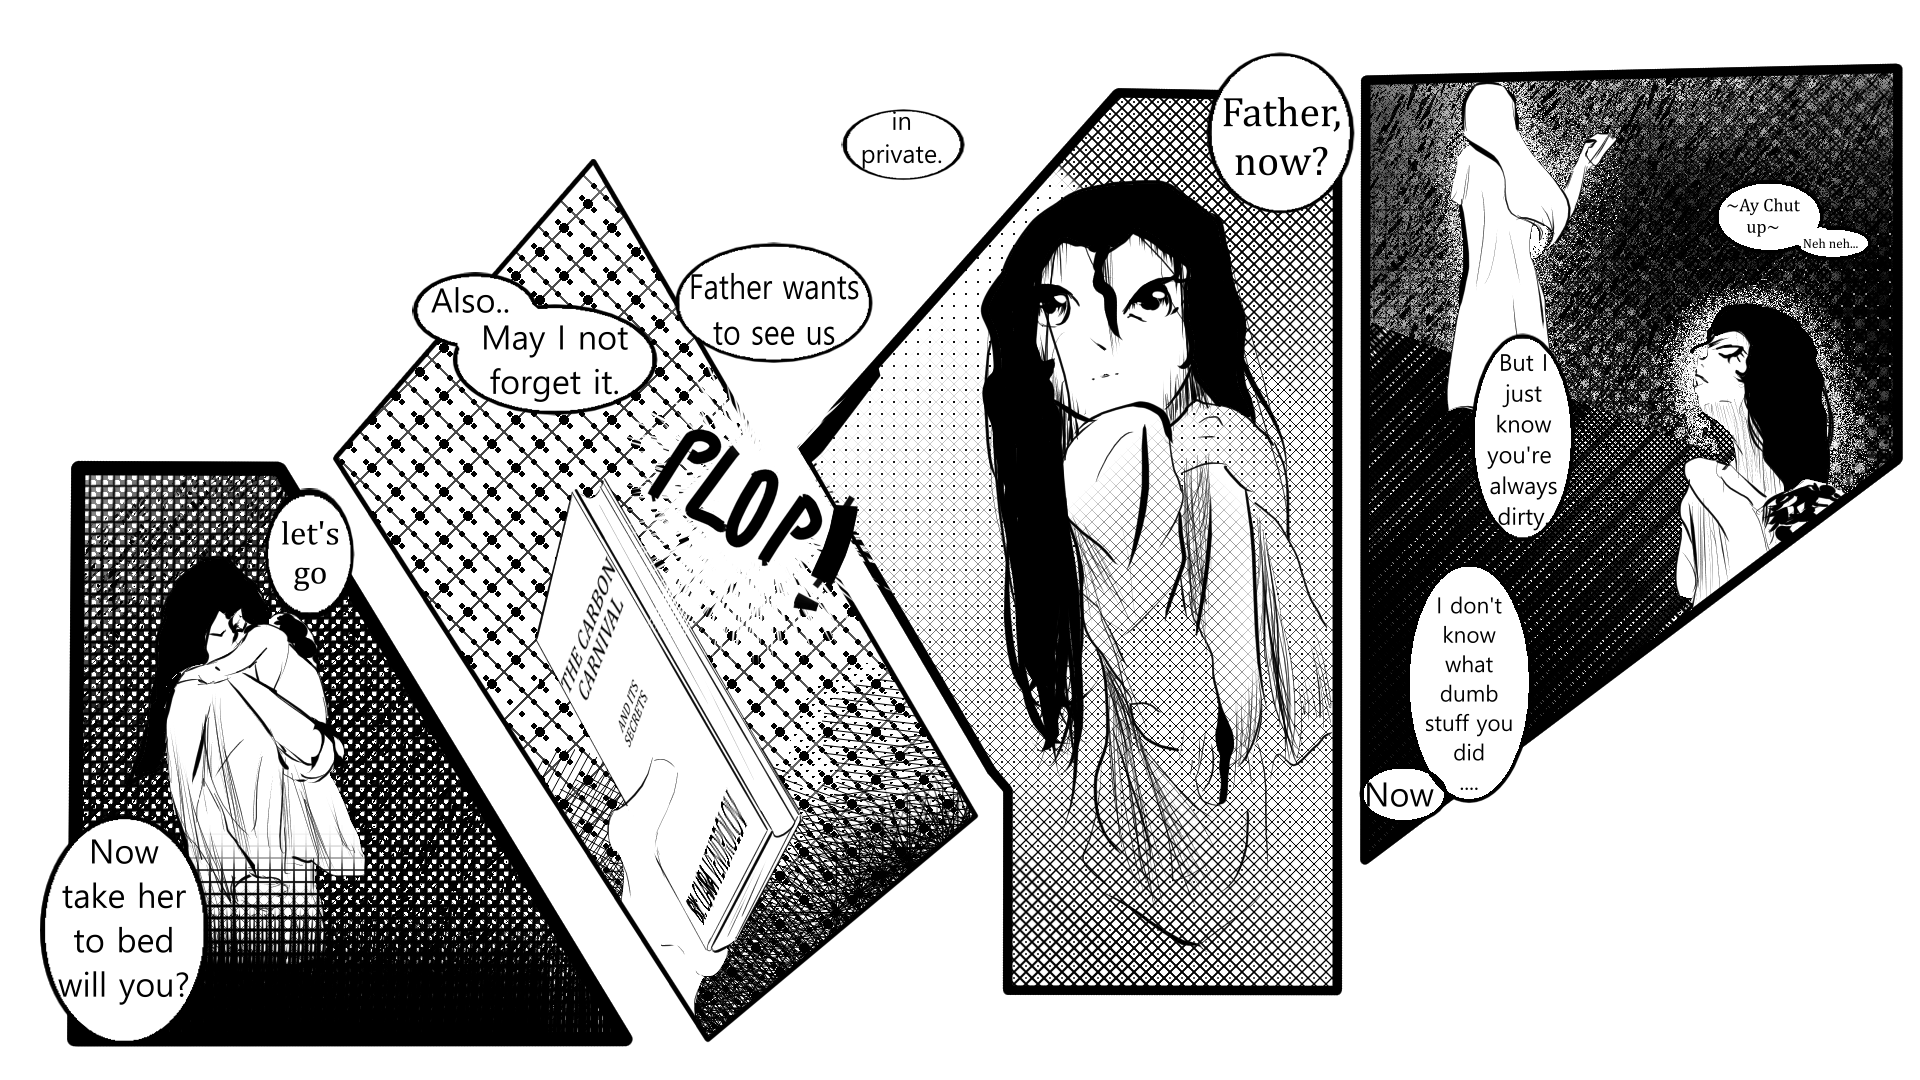 let's
go
Now
take her
to bed
will you?
Also..
May I not
forget it.
Father wants
to see us
in
private.
PLOP!
THE CARBON
CARNIVAL
AND ITS
SECRETS
Father,
now?
~Ay Chut
up~
Neh neh...
But I
just
know
you're
always
dirty.
I don't
know
what
dumb
stuff you
did
....
Now